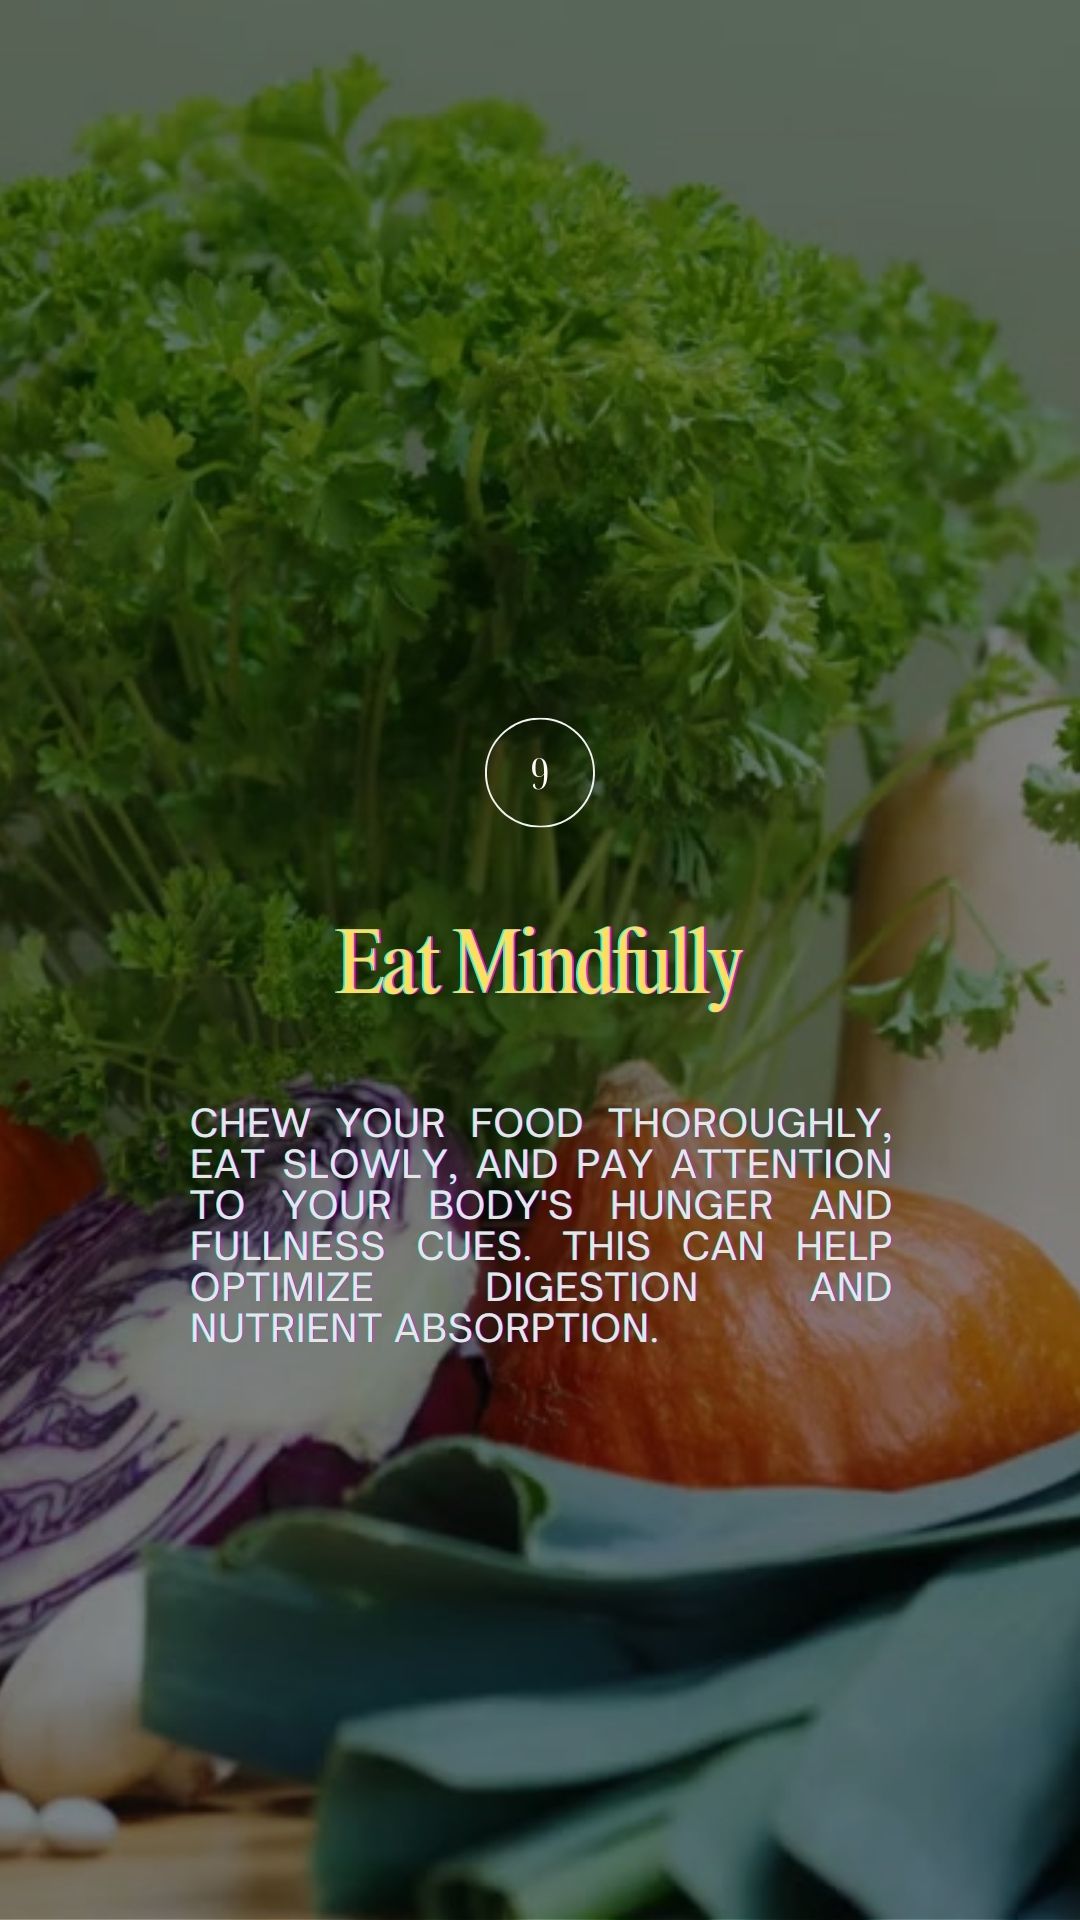 9
Eat Mindfully
CHEW YOUR FOOD THOROUGHLY,
EAT SLOWLY, AND PAY ATTENTION
TO YOUR BODY'S HUNGER AND
FULLNESS CUES. THIS CAN HELP
OPTIMIZE DIGESTION AND
NUTRIENT ABSORPTION.